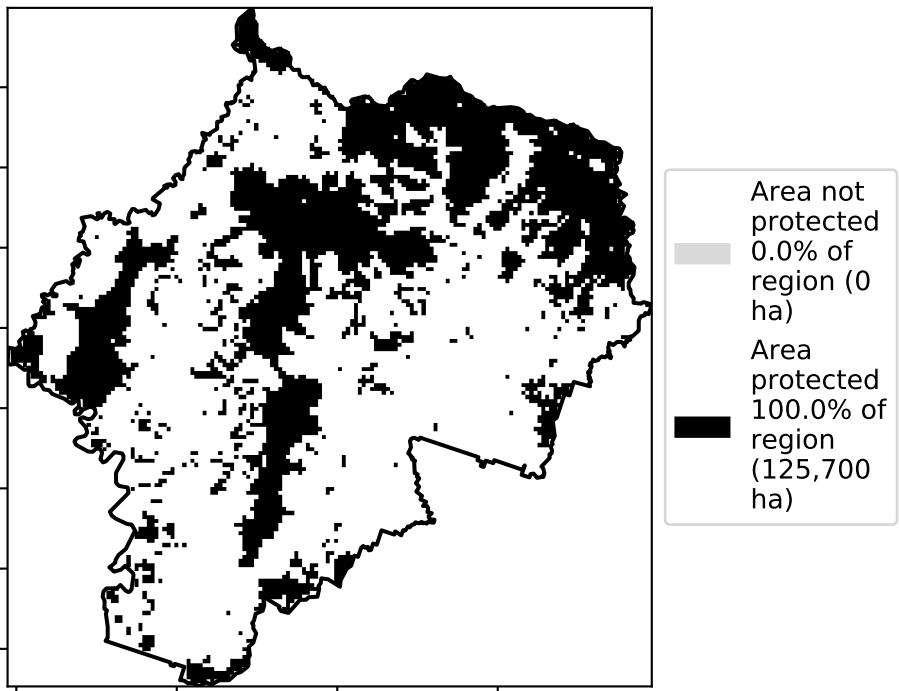 Area not
protected
0.0% of
region (0
ha)
Area
protected
100.0% of
region
(125,700
ha)